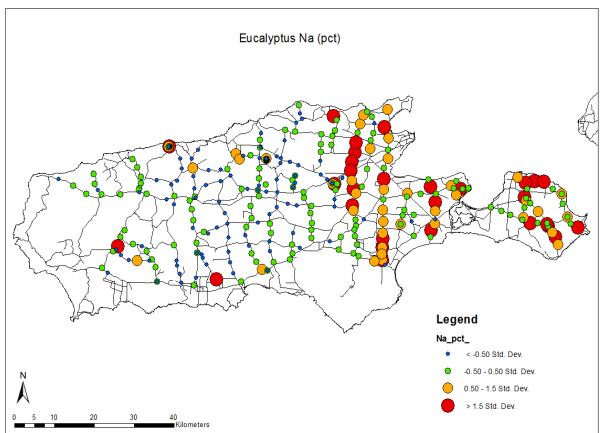 Eucalyptus Na (pct)
Legend
Na_pct_
< -0.50 Std. Dev.
-0.50 - 0.50 Std. Dev.
0.50 - 1.5 Std. Dev.
> 1.5 Std. Dev.
N
0 5 10 20 30 40
Kilometers